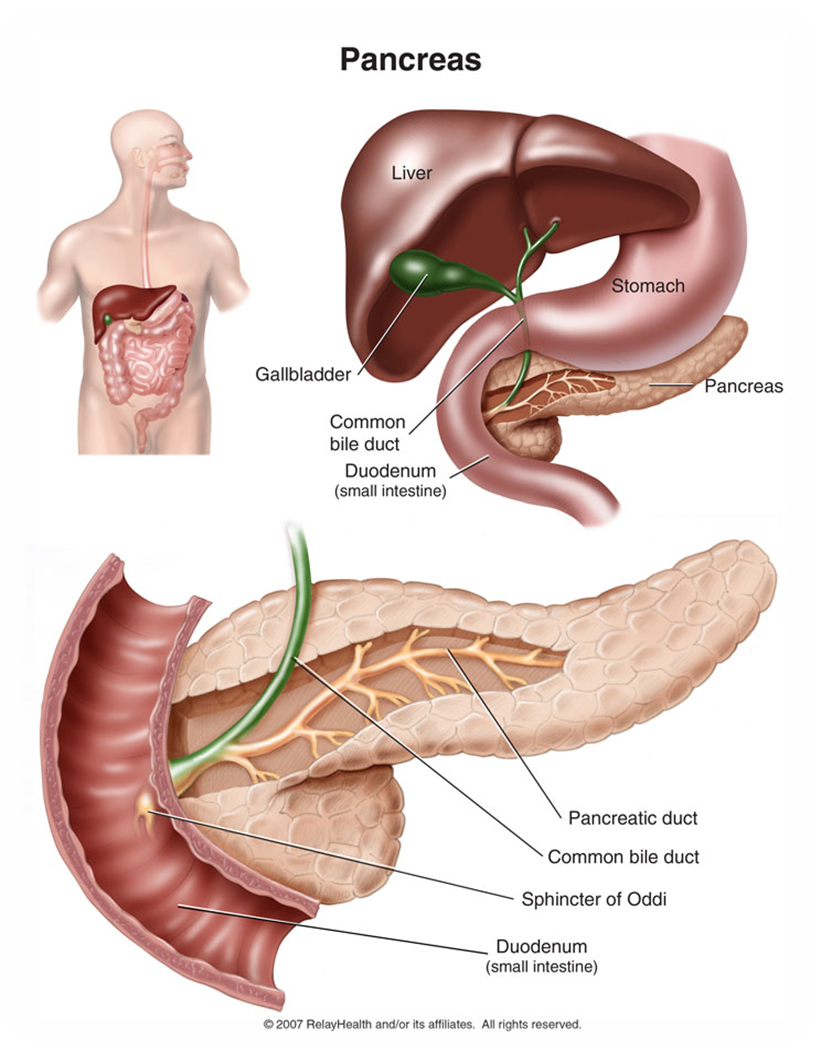 Pancreas
Liver
Stomach
Gallbladder
Pancreas
Common
bile duct
Duodenum
(small intestine)
Pancreatic duct
Common bile duct
Sphincter of Oddi
Duodenum
(small intestine)
© 2007 RelayHealth and/or its affiliates. All rights reserved.